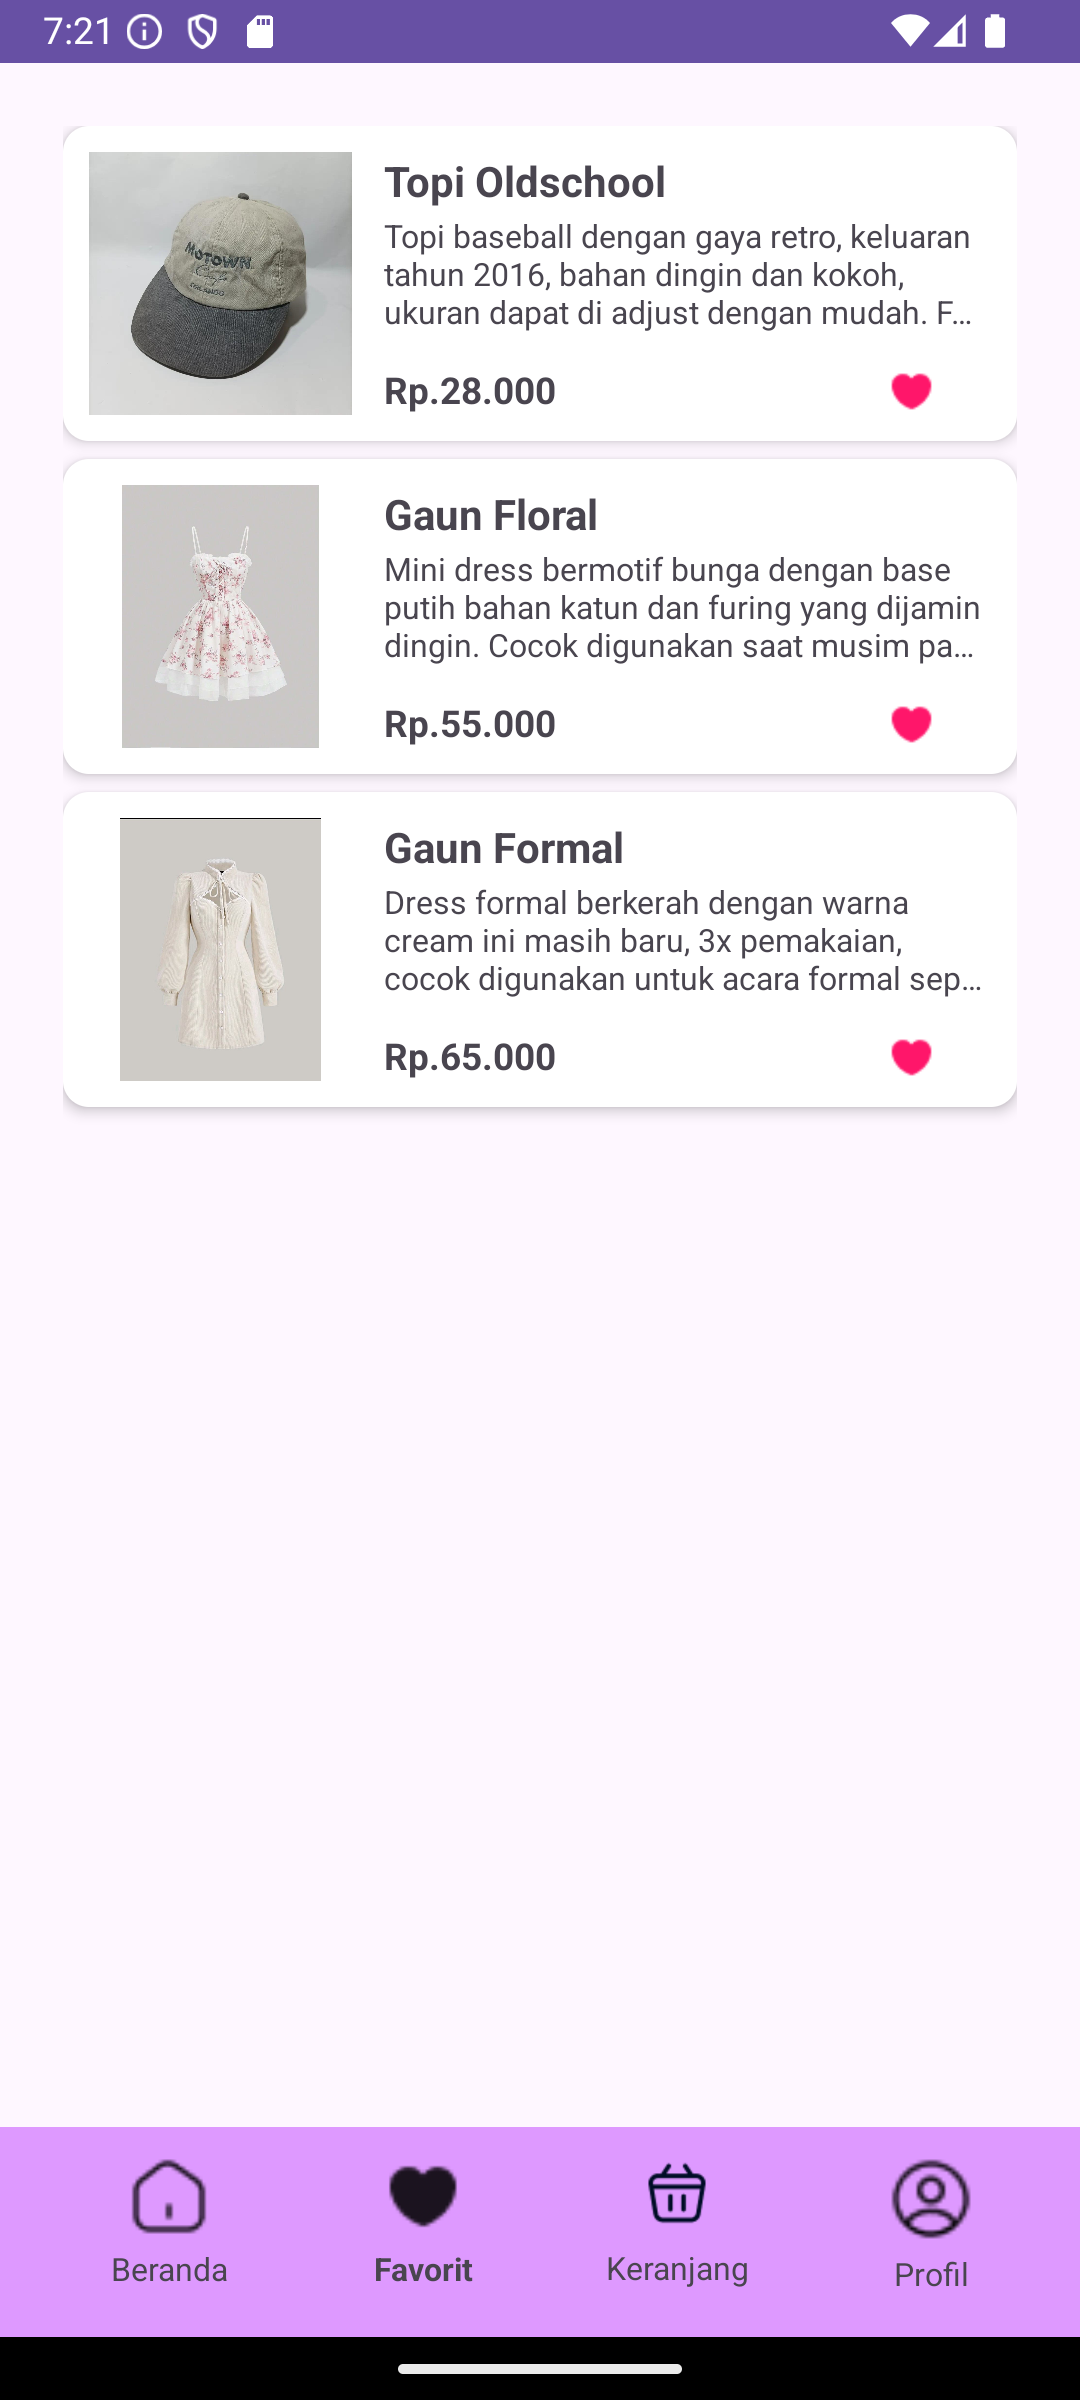 7:21
Topi Oldschool
Topi baseball dengan gaya retro, keluaran
tahun 2016, bahan dingin dan kokoh,
ukuran dapat di adjust dengan mudah. F...
Rp.28.000
MOTOWN
Cafe
ORLANDO
Gaun Floral
Mini dress bermotif bunga dengan base
putih bahan katun dan furing yang dijamin
dingin. Cocok digunakan saat musim pa...
Rp.55.000
Gaun Formal
Dress formal berkerah dengan warna
cream ini masih baru, 3x pemakaian,
cocok digunakan untuk acara formal sep...
Rp.65.000
Beranda
Favorit
Keranjang
Profil